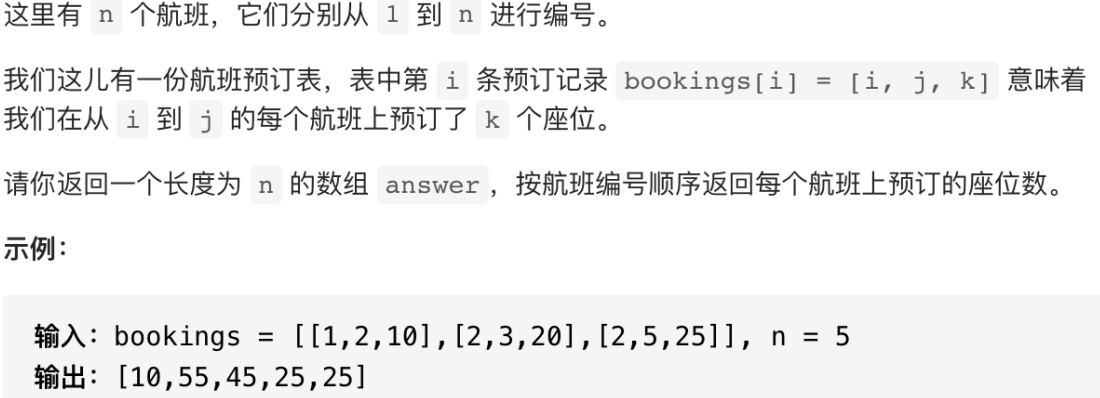 这里有 n 个航班，它们分别从 1 到 n 进行编号。
我们这儿有一份航班预订表，表中第 i 条预订记录 bookings[i] = [i, j, k] 意味着
我们在从 i 到 j 的每个航班上预订了 k 个座位。
请你返回一个长度为 n 的数组 answer，按航班编号顺序返回每个航班上预订的座位数。
示例：
输入：bookings = [[1,2,10],[2,3,20],[2,5,25]], n = 5
输出：[10,55,45,25,25]